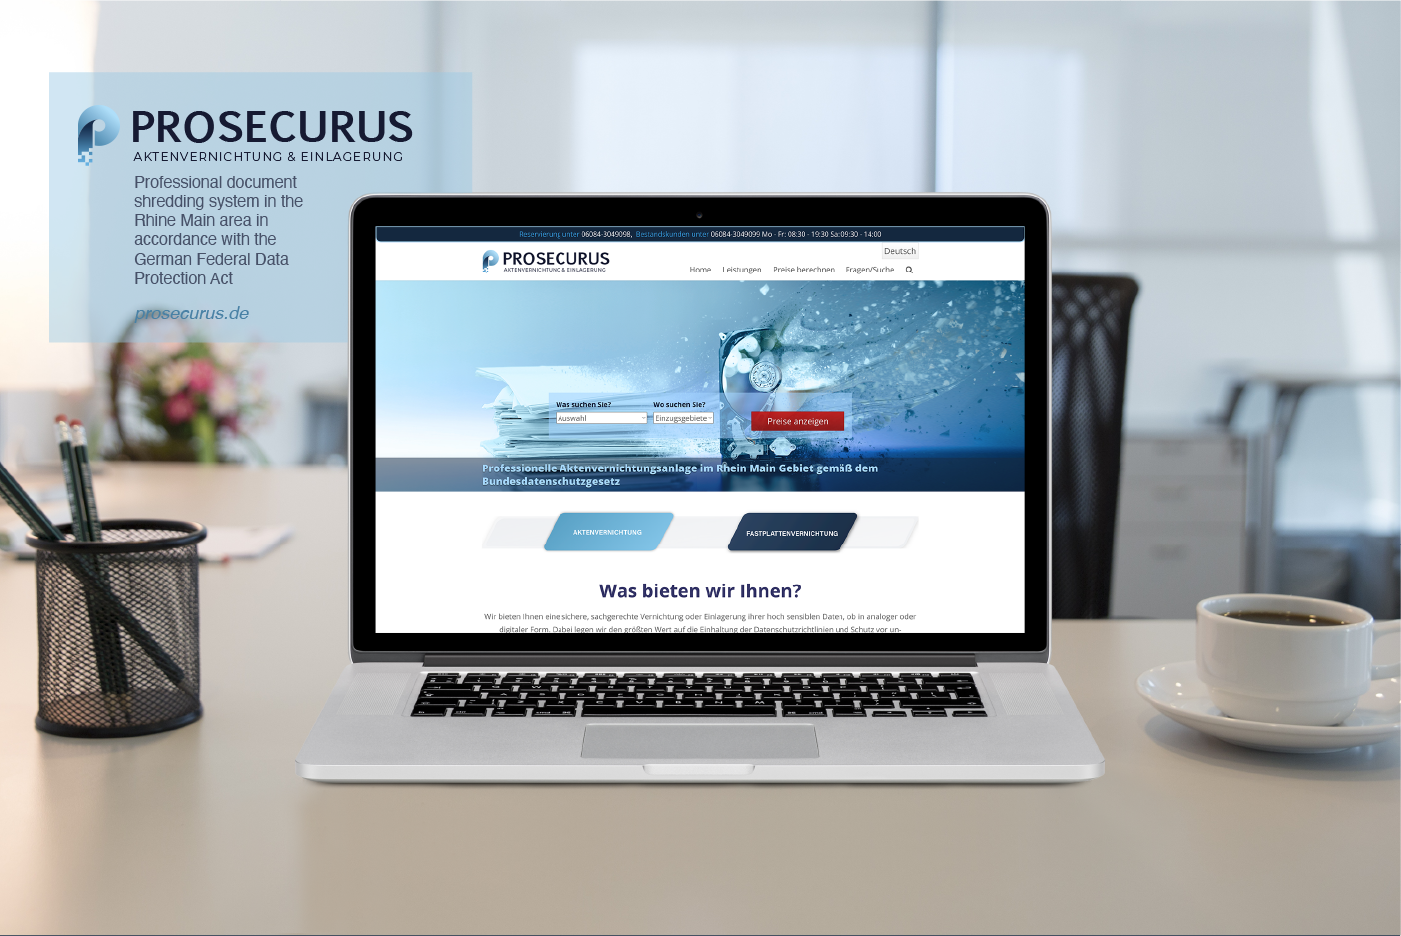 PROSECURUS
AKTENVERNICHTUNG & EINLAGERUNG
Professional document
shredding system in the
Rhine Main area in
accordance with the
German Federal Data
Protection Act
prosecurus.de
Reservierung unter 06084-3049098, Bestandskunden unter 06084-3049099 Mo - Fr: 08:30 - 19:30 Sa:09:30 - 14:00
Deutsch
PROSECURUS
AKTENVERNICHTUNG & EINLAGERUNG
Home Leistungen Preise berechnen Fragen/Suche
Was suchen Sie? Wo suchen Sie?
Auswahl Einzugsgebiete Preise anzeigen
Professionelle Aktenvernichtungsanlage im Rhein Main Gebiet gemäß dem
Bundesdatenschutzgesetz
AKTENVERNICHTUNG FASTPLATTENVERNICHTUNG
Was bieten wir Ihnen?
Wir bieten Ihnen eine sichere, sachgerechte Vernichtung oder Einlagerung ihrer hoch sensiblen Daten, ob in analoger oder
digitaler Form. Dabei legen wir den größten Wert auf die Einhaltung der Datenschutzrichtlinien und Schutz vor un-